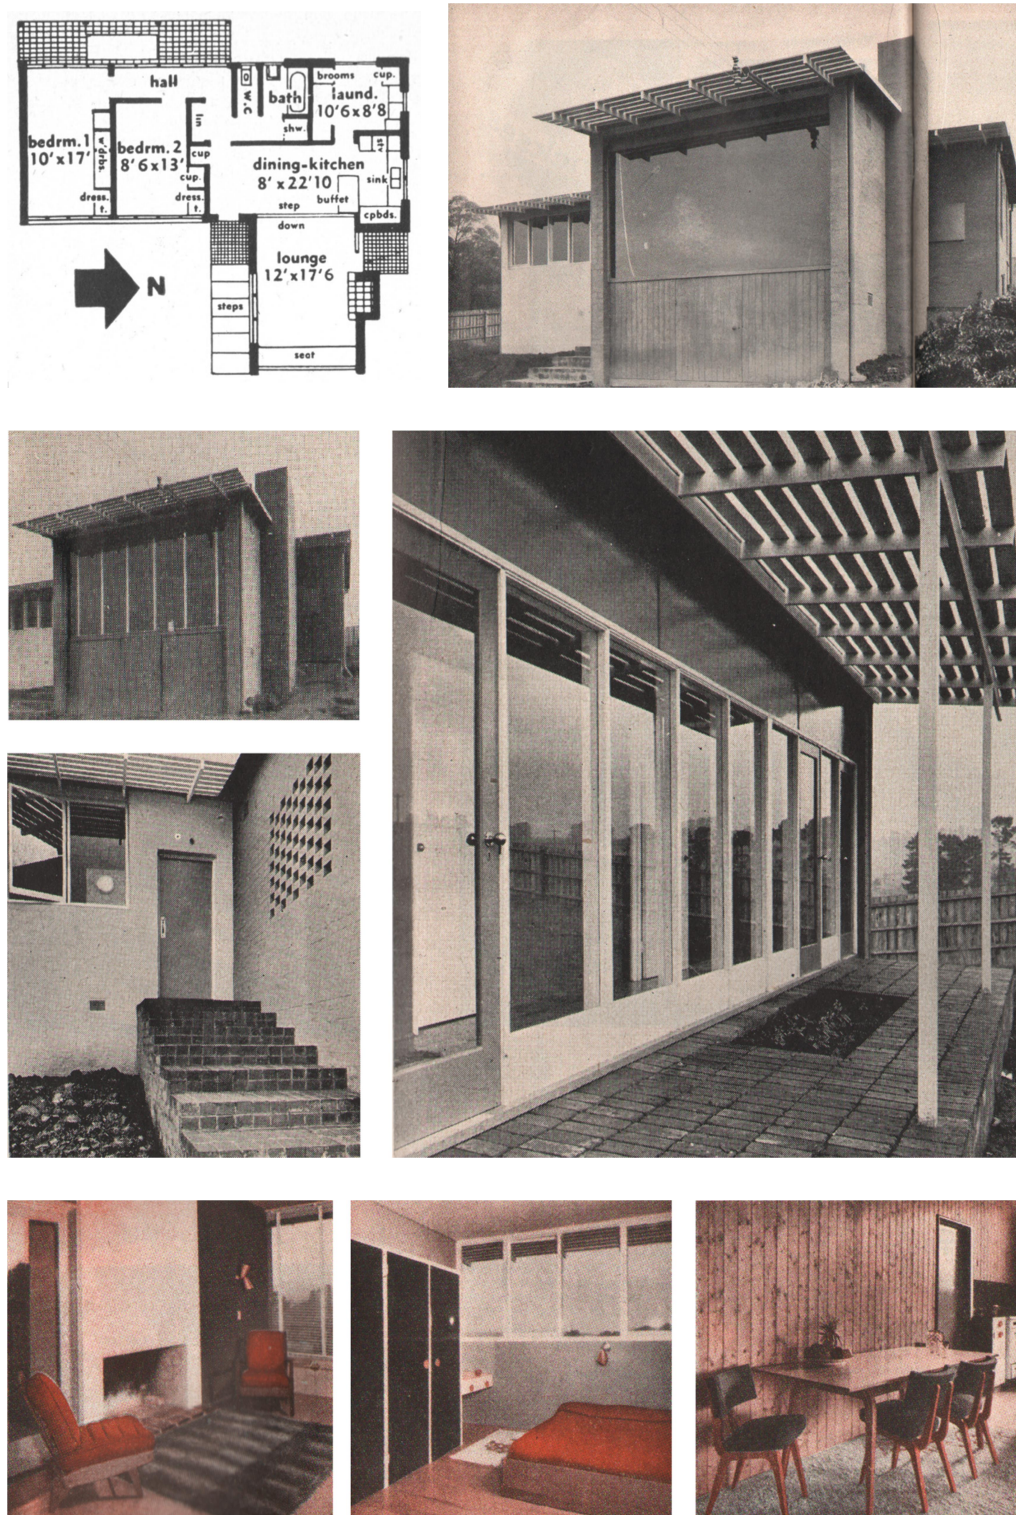 brooms
cup.
hall
W.C
bath
laund.
10'6x8'8
bedrm. 1
10'x17'
w'drbs.
bedrm. 2
8'6x13'
lin
shw.
cup
cup.
dining-kitchen
8' x 22'10
stv.
sink
dress.
t.
dress.
t.
step
buffet
cpbds.
down
lounge
12'x17'6
N
steps
seat